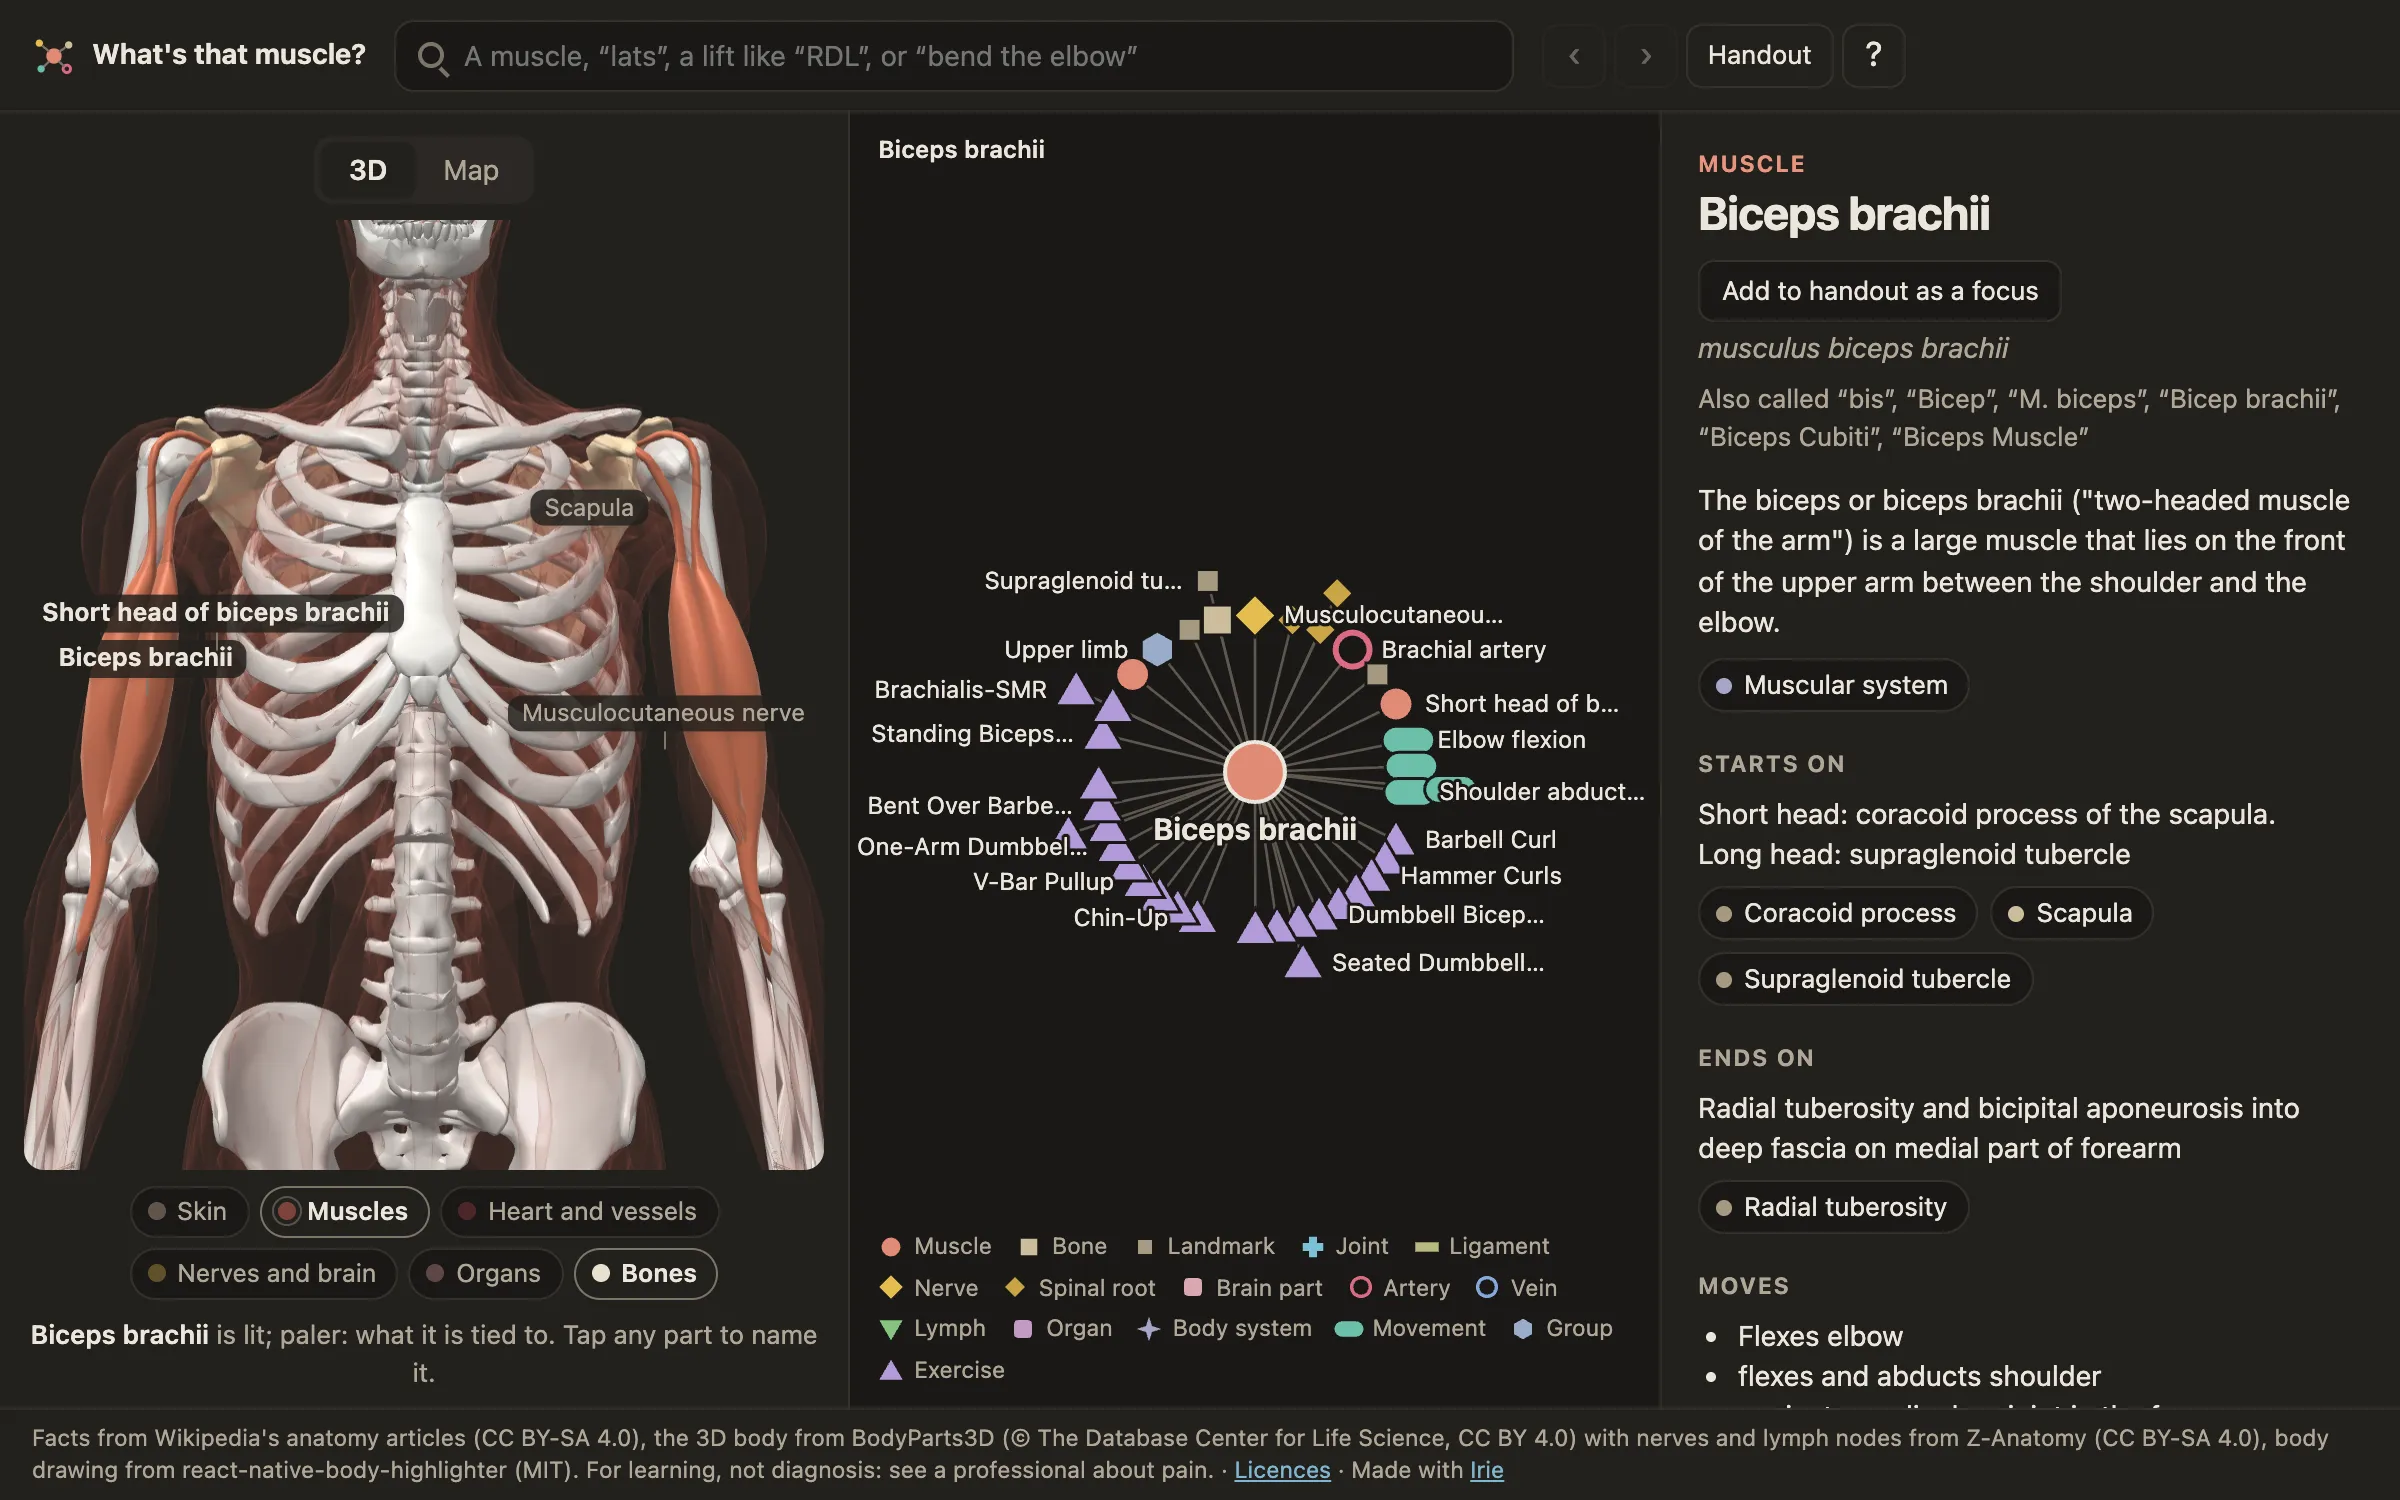 What's that muscle?
A muscle, “lats”, a lift like “RDL”, or “bend the elbow”
‹
›
Handout
?
3D
Map
Scapula
Short head of biceps brachii
Biceps brachii
Musculocutaneous nerve
Skin
Muscles
Heart and vessels
Nerves and brain
Organs
Bones
Biceps brachii is lit; paler: what it is tied to. Tap any part to name
it.
Biceps brachii
Supraglenoid tu...
Musculocutaneou...
Upper limb
Brachial artery
Brachialis-SMR
Short head of b...
Standing Biceps...
Elbow flexion
Shoulder abduct...
Bent Over Barbe...
Biceps brachii
Barbell Curl
One-Arm Dumbbel...
Hammer Curls
V-Bar Pullup
Dumbbell Bicep...
Chin-Up
Seated Dumbbell...
Muscle
Bone
Landmark
Joint
Ligament
Nerve
Spinal root
Brain part
Artery
Vein
Lymph
Organ
Body system
Movement
Group
Exercise
MUSCLE
Biceps brachii
Add to handout as a focus
musculus biceps brachii
Also called “bis”, “Bicep”, “M. biceps”, “Bicep brachii”,
“Biceps Cubiti”, “Biceps Muscle”
The biceps or biceps brachii ("two-headed muscle
of the arm") is a large muscle that lies on the front
of the upper arm between the shoulder and the
elbow.
Muscular system
STARTS ON
Short head: coracoid process of the scapula.
Long head: supraglenoid tubercle
Coracoid process
Scapula
Supraglenoid tubercle
ENDS ON
Radial tuberosity and bicipital aponeurosis into
deep fascia on medial part of forearm
Radial tuberosity
MOVES
• Flexes elbow
• flexes and abducts shoulder
Facts from Wikipedia's anatomy articles (CC BY-SA 4.0), the 3D body from BodyParts3D (© The Database Center for Life Science, CC BY 4.0) with nerves and lymph nodes from Z-Anatomy (CC BY-SA 4.0), body
drawing from react-native-body-highlighter (MIT). For learning, not diagnosis: see a professional about pain. · Licences · Made with Irie